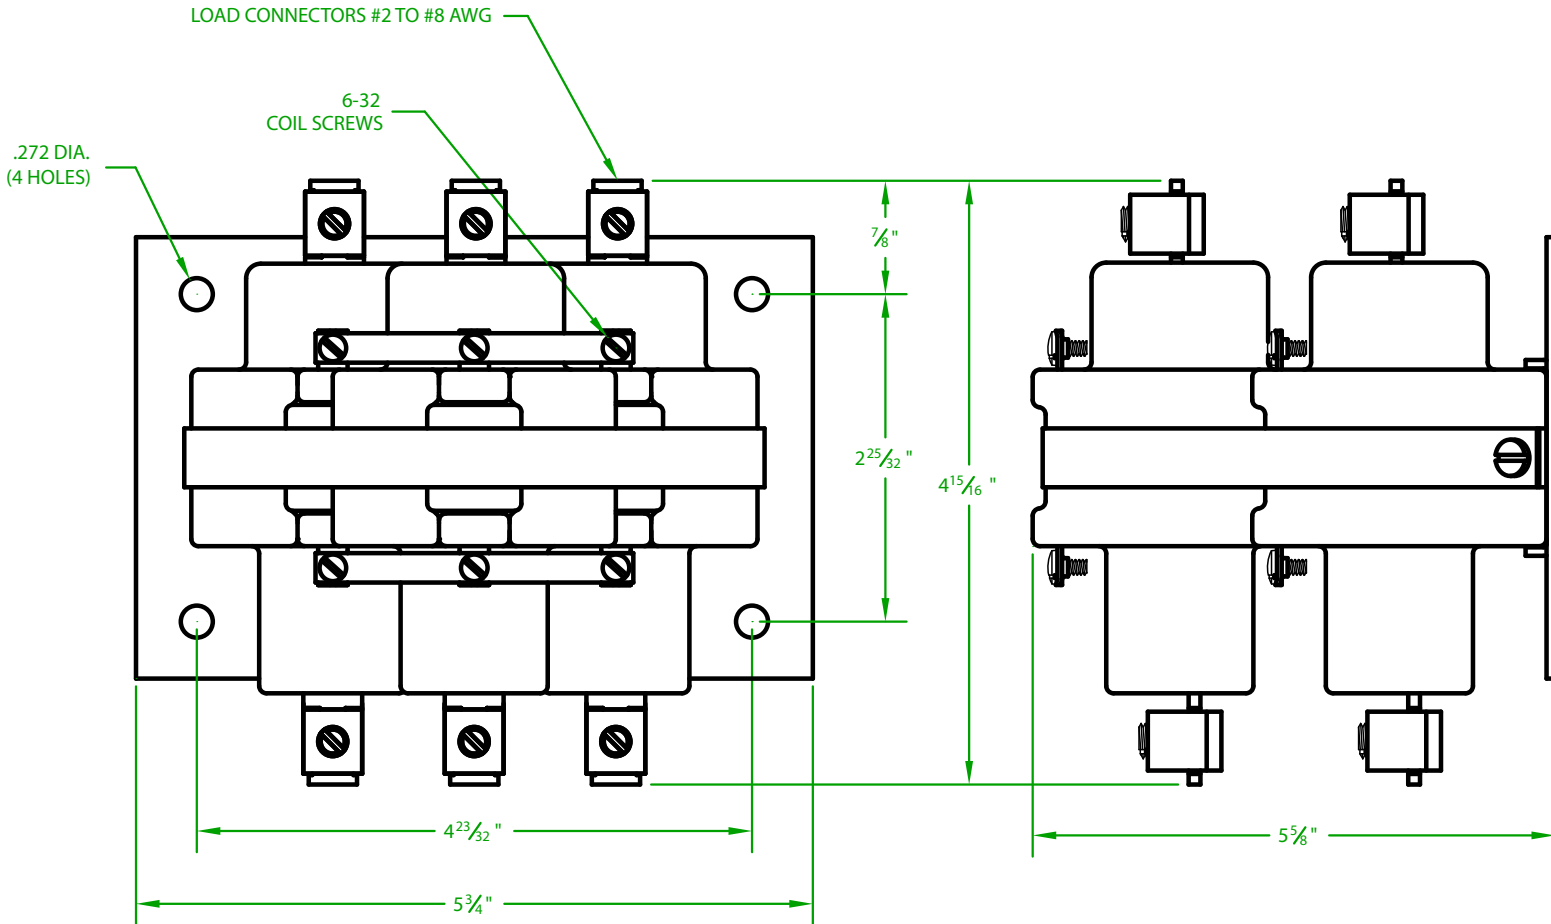 LOAD CONNECTORS #2 TO #8 AWG
6-32
COIL SCREWS
.272 DIA.
(4 HOLES)
7/8"
2 25/32 "
4 15/16 "
4 23/32 "
5 5/8"
5 3/4"